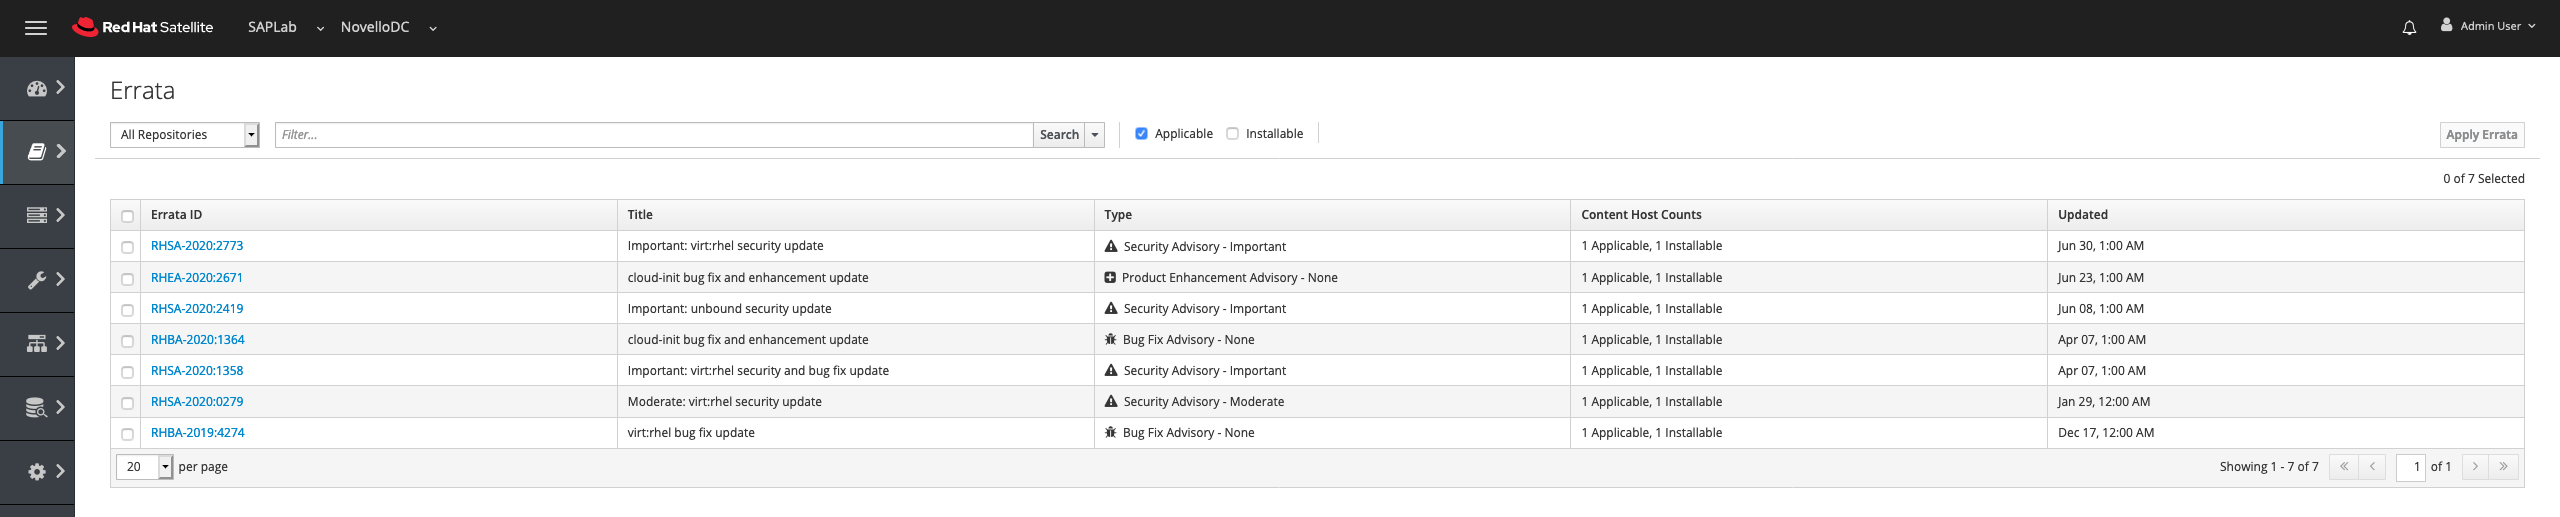 Red Hat Satellite SAPLab NovelloDC Admin User
Errata
All Repositories Filter... Search Applicable Installable Apply Errata
0 of 7 Selected
Errata ID Title Type Content Host Counts Updated
RHSA-2020:2773 Important: virt:rhel security update Security Advisory - Important 1 Applicable, 1 Installable Jun 30, 1:00 AM
RHEA-2020:2671 cloud-init bug fix and enhancement update Product Enhancement Advisory - None 1 Applicable, 1 Installable Jun 23, 1:00 AM
RHSA-2020:2419 Important: unbound security update Security Advisory - Important 1 Applicable, 1 Installable Jun 08, 1:00 AM
RHBA-2020:1364 cloud-init bug fix and enhancement update Bug Fix Advisory - None 1 Applicable, 1 Installable Apr 07, 1:00 AM
RHSA-2020:1358 Important: virt:rhel security and bug fix update Security Advisory - Important 1 Applicable, 1 Installable Apr 07, 1:00 AM
RHSA-2020:0279 Moderate: virt:rhel security update Security Advisory - Moderate 1 Applicable, 1 Installable Jan 29, 12:00 AM
RHBA-2019:4274 virt:rhel bug fix update Bug Fix Advisory - None 1 Applicable, 1 Installable Dec 17, 12:00 AM
20 per page Showing 1 - 7 of 7 1 of 1